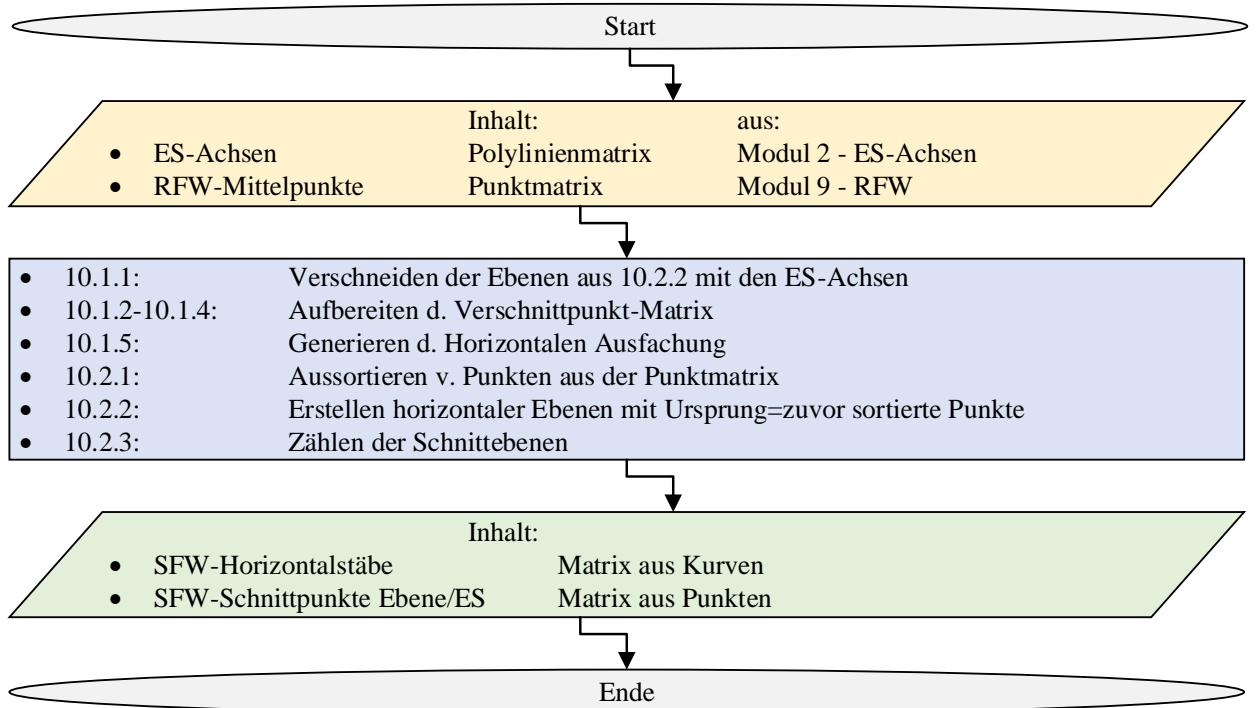 Start
Inhalt: aus:
• ES-Achsen Polylinienmatrix Modul 2 - ES-Achsen
• RFW-Mittelpunkte Punktmatrix Modul 9 - RFW
• 10.1.1: Verschneiden der Ebenen aus 10.2.2 mit den ES-Achsen
• 10.1.2-10.1.4: Aufbereiten d. Verschnittpunkt-Matrix
• 10.1.5: Generieren d. Horizontalen Ausfachung
• 10.2.1: Aussortieren v. Punkten aus der Punktmatrix
• 10.2.2: Erstellen horizontaler Ebenen mit Ursprung=zuvor sortierte Punkte
• 10.2.3: Zählen der Schnittebenen
Inhalt:
• SFW-Horizontalstäbe Matrix aus Kurven
• SFW-Schnittpunkte Ebene/ES Matrix aus Punkten
Ende